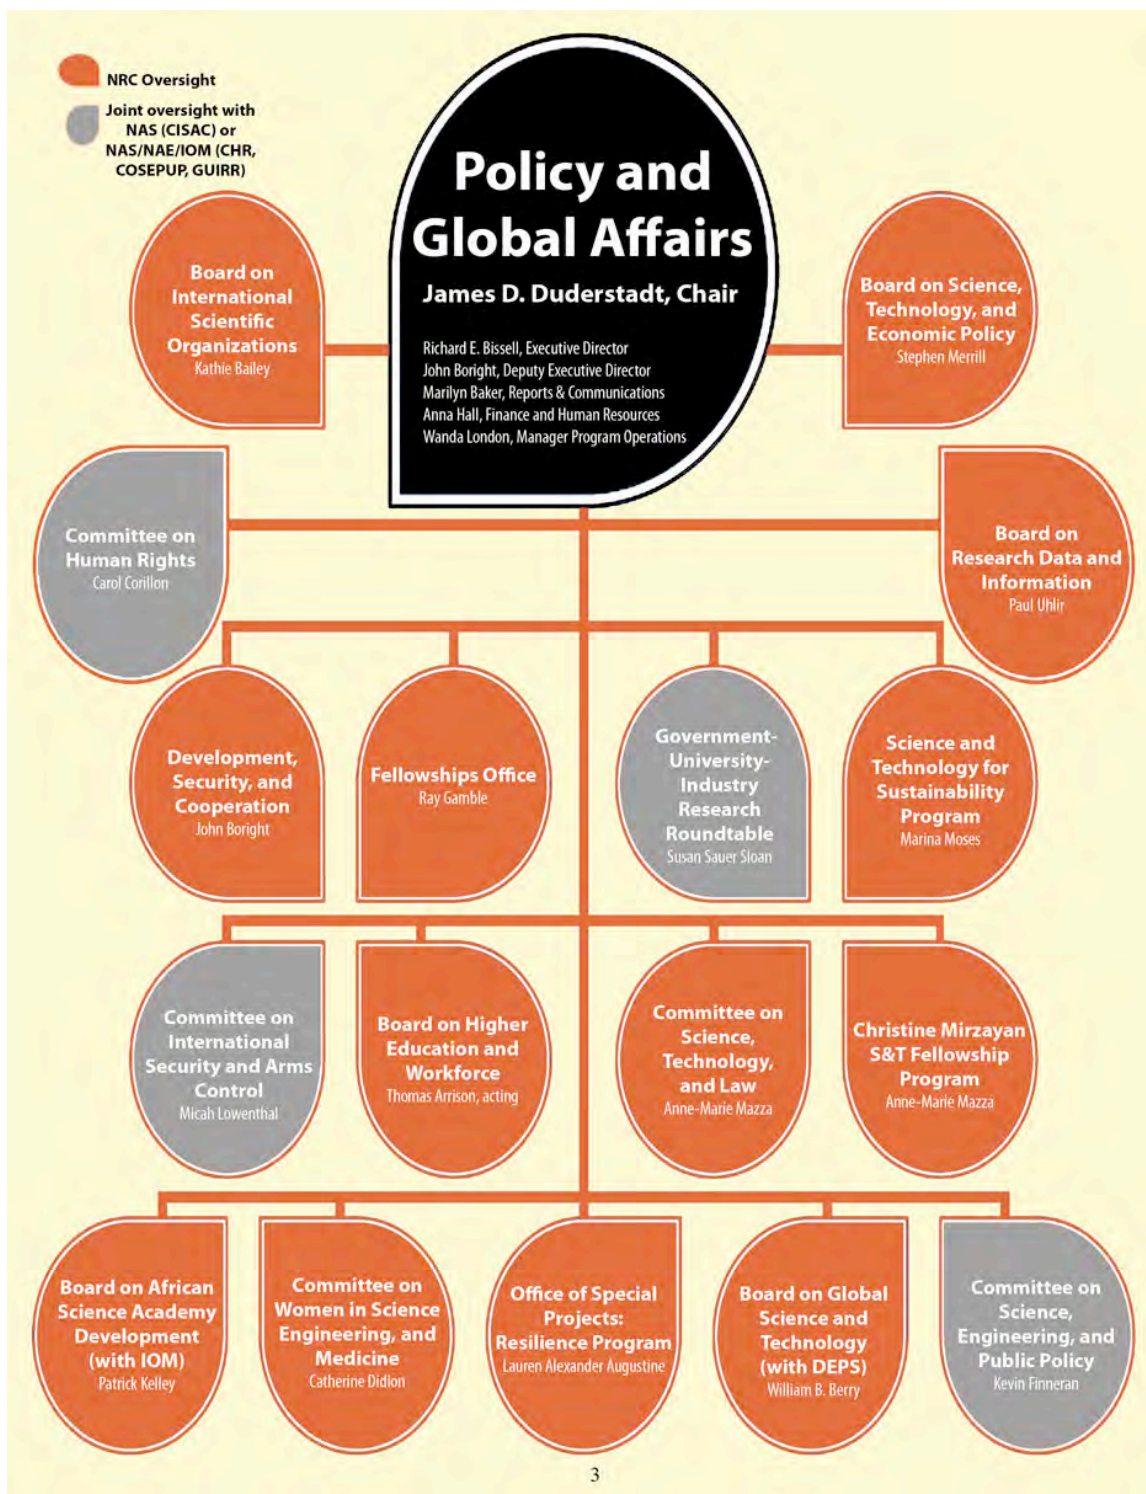 NRC Oversight
Joint oversight with
NAS (CISAC) or
NAS/NAE/IOM (CHR,
COSEPUP, GUIRR)
Policy and
Global Affairs
James D. Duderstadt, Chair
Richard E. Bissell, Executive Director
John Boright, Deputy Executive Director
Marilyn Baker, Reports & Communications
Anna Hall, Finance and Human Resources
Wanda London, Manager Program Operations
Board on
International
Scientific
Organizations
Kathie Bailey
Board on Science,
Technology, and
Economic Policy
Stephen Merrill
Committee on
Human Rights
Carol Corillon
Board on
Research Data and
Information
Paul Uhlir
Development,
Security, and
Cooperation
John Boright
Fellowships Office
Ray Gamble
Government-
University-
Industry
Research
Roundtable
Susan Sauer Sloan
Science and
Technology for
Sustainability
Program
Marina Moses
Committee on
International
Security and Arms
Control
Micah Lowenthal
Board on Higher
Education and
Workforce
Thomas Arrison, acting
Committee on
Science,
Technology,
and Law
Anne-Marie Mazza
Christine Mirzayan
S&T Fellowship
Program
Anne-Marie Mazza
Board on African
Science Academy
Development
(with IOM)
Patrick Kelley
Committee on
Women in Science
Engineering, and
Medicine
Catherine Didion
Office of Special
Projects:
Resilience Program
Lauren Alexander Augustine
Board on Global
Science and
Technology
(with DEPS)
William B. Berry
Committee on
Science,
Engineering, and
Public Policy
Kevin Finneran
3